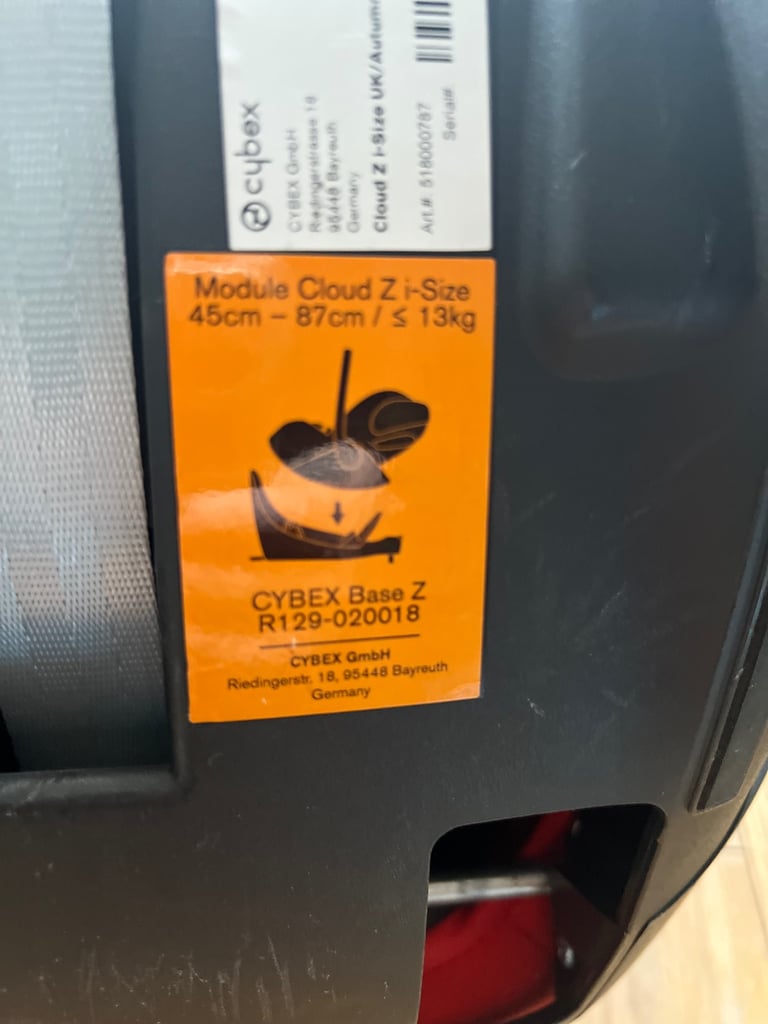 cybex
CYBEX GmbH
Riedingerstrasse 18
95448 Bayreuth
Germany
Cloud Z i-Size UK/Autumn
Art.#: 518000787
Serial#:
Module Cloud Z i-Size
45cm – 87cm / ≤ 13kg
CYBEX Base Z
R129-020018
CYBEX GmbH
Riedingerstr. 18, 95448 Bayreuth
Germany